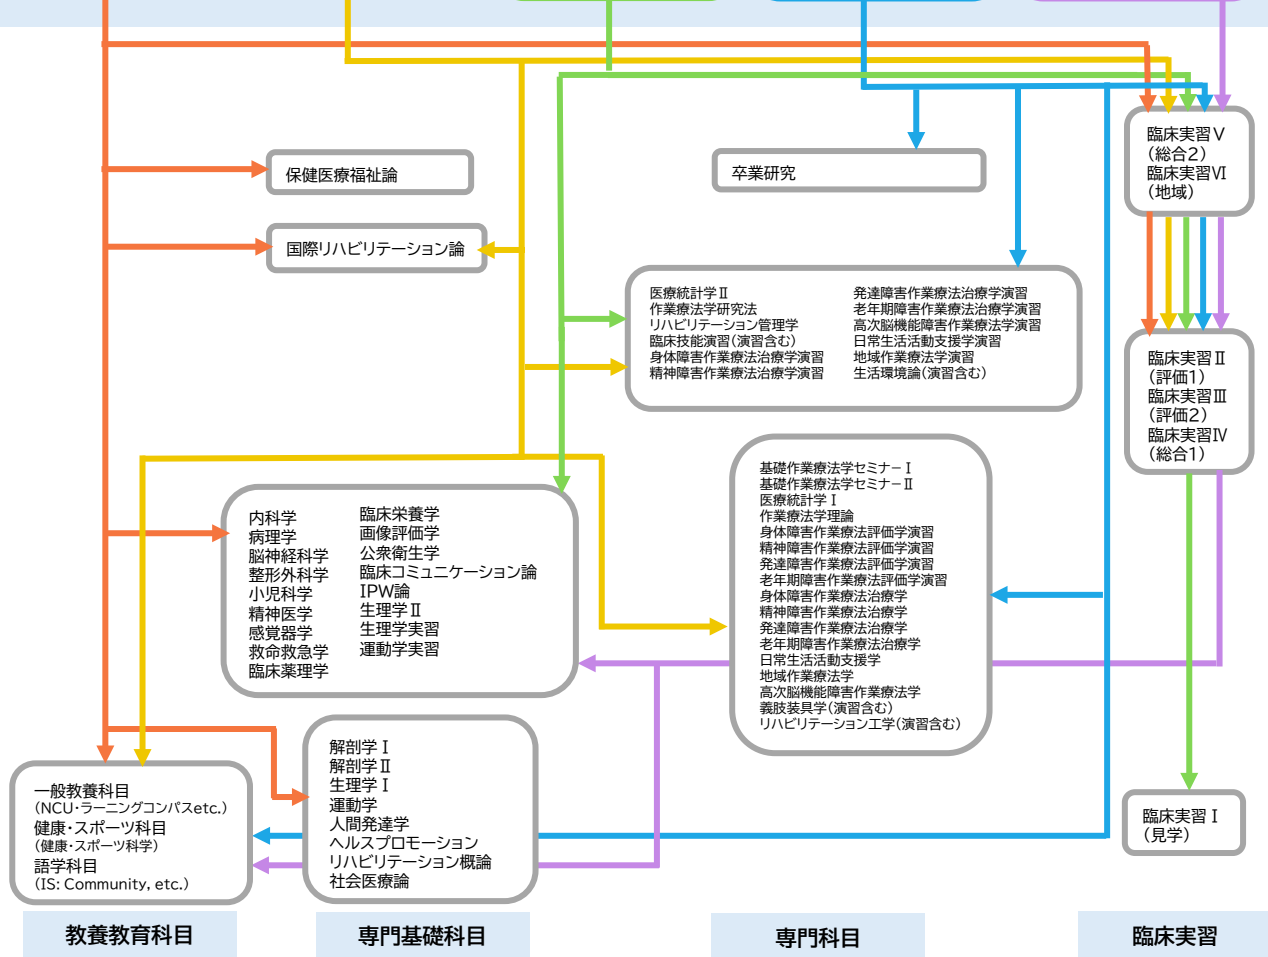 臨床実習Ⅴ
(総合2)
臨床実習Ⅵ
(地域)
保健医療福祉論
卒業研究
国際リハビリテーション論
医療統計学Ⅱ
作業療法学研究法
リハビリテーション管理学
臨床技能演習(演習含む)
身体障害作業療法治療学演習
精神障害作業療法治療学演習
発達障害作業療法治療学演習
老年期障害作業療法治療学演習
高次脳機能障害作業療法学演習
日常生活活動支援学演習
地域作業療法学演習
生活環境論(演習含む)
臨床実習Ⅱ
(評価1)
臨床実習Ⅲ
(評価2)
臨床実習Ⅳ
(総合1)
内科学
病理学
脳神経科学
整形外科学
小児科学
精神医学
感覚器学
救命救急学
臨床薬理学
臨床栄養学
画像評価学
公衆衛生学
臨床コミュニケーション論
IPW論
生理学Ⅱ
生理学実習
運動学実習
基礎作業療法学セミナーⅠ
基礎作業療法学セミナーⅡ
医療統計学Ⅰ
作業療法学理論
身体障害作業療法評価学演習
精神障害作業療法評価学演習
発達障害作業療法評価学演習
老年期障害作業療法評価学演習
身体障害作業療法治療学
精神障害作業療法治療学
発達障害作業療法治療学
老年期障害作業療法治療学
日常生活活動支援学
地域作業療法学
高次脳機能障害作業療法学
義肢装具学(演習含む)
リハビリテーション工学(演習含む)
一般教養科目
(NCU・ラーニングコンパスetc.)
健康・スポーツ科目
(健康・スポーツ科学)
語学科目
(IS: Community, etc.)
解剖学Ⅰ
解剖学Ⅱ
生理学Ⅰ
運動学
人間発達学
ヘルスプロモーション
リハビリテーション概論
社会医療論
臨床実習Ⅰ
(見学)
教養教育科目
専門基礎科目
専門科目
臨床実習